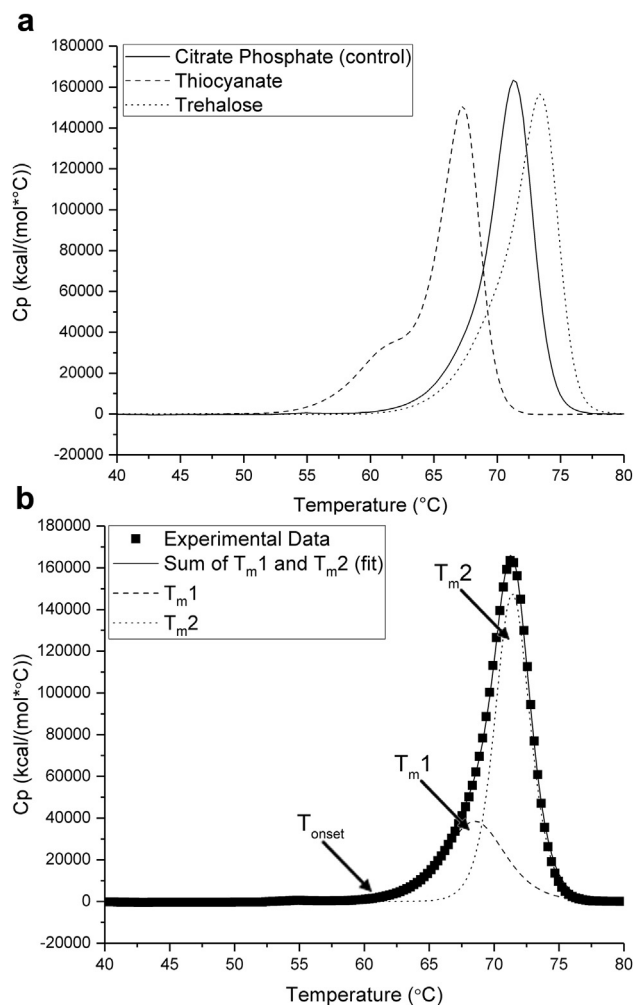 a
Cp (kcal/(mol*°C))
180000
160000
140000
120000
100000
80000
60000
40000
20000
0
-20000
Citrate Phosphate (control)
Thiocyanate
Trehalose
40 45 50 55 60 65 70 75 80
Temperature (°C)
b
Cp (kcal/(mol*°C))
180000
160000
140000
120000
100000
80000
60000
40000
20000
0
-20000
Experimental Data
Sum of Tm1 and Tm2 (fit)
Tm1
Tm2
Tm2
Tm1
Tonset
40 45 50 55 60 65 70 75 80
Temperature (°C)